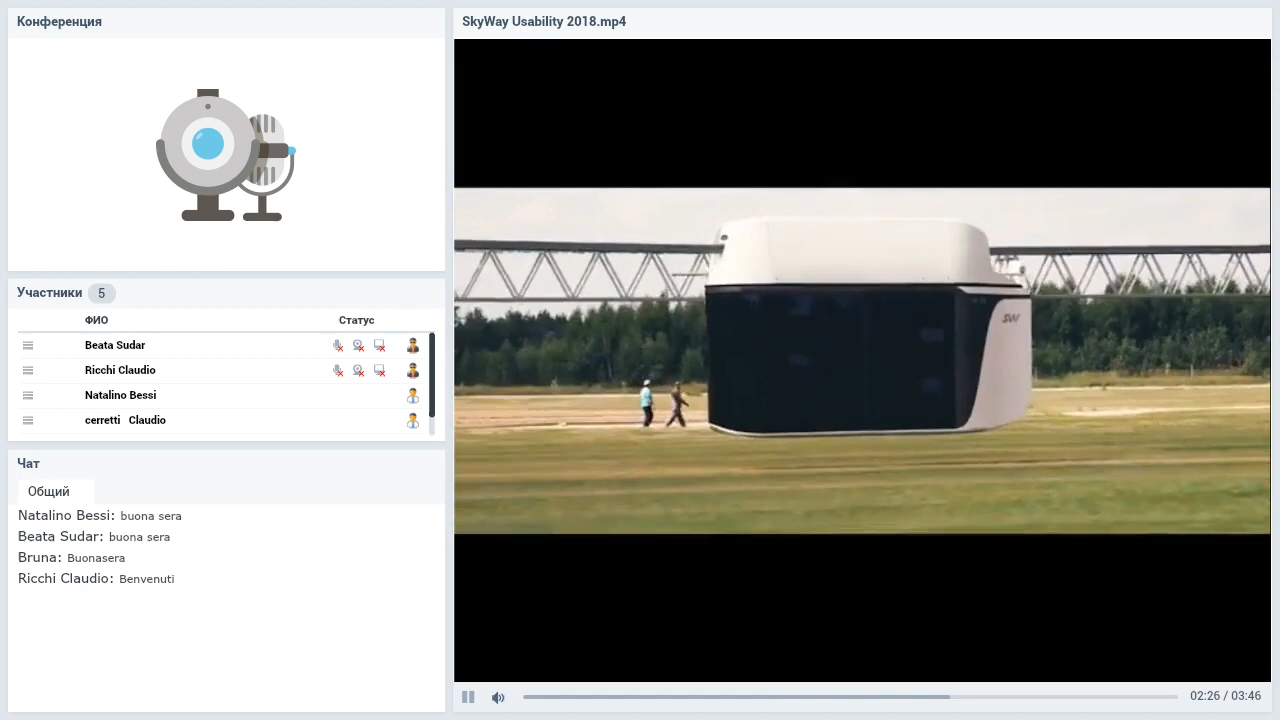 Конференция
SkyWay Usability 2018.mp4
Участники 5
ФИО Статус
Beata Sudar
Ricchi Claudio
Natalino Bessi
cerretti Claudio
Чат
Общий
Natalino Bessi: buona sera
Beata Sudar: buona sera
Bruna: Buonasera
Ricchi Claudio: Benvenuti
SW
02:26 / 03:46